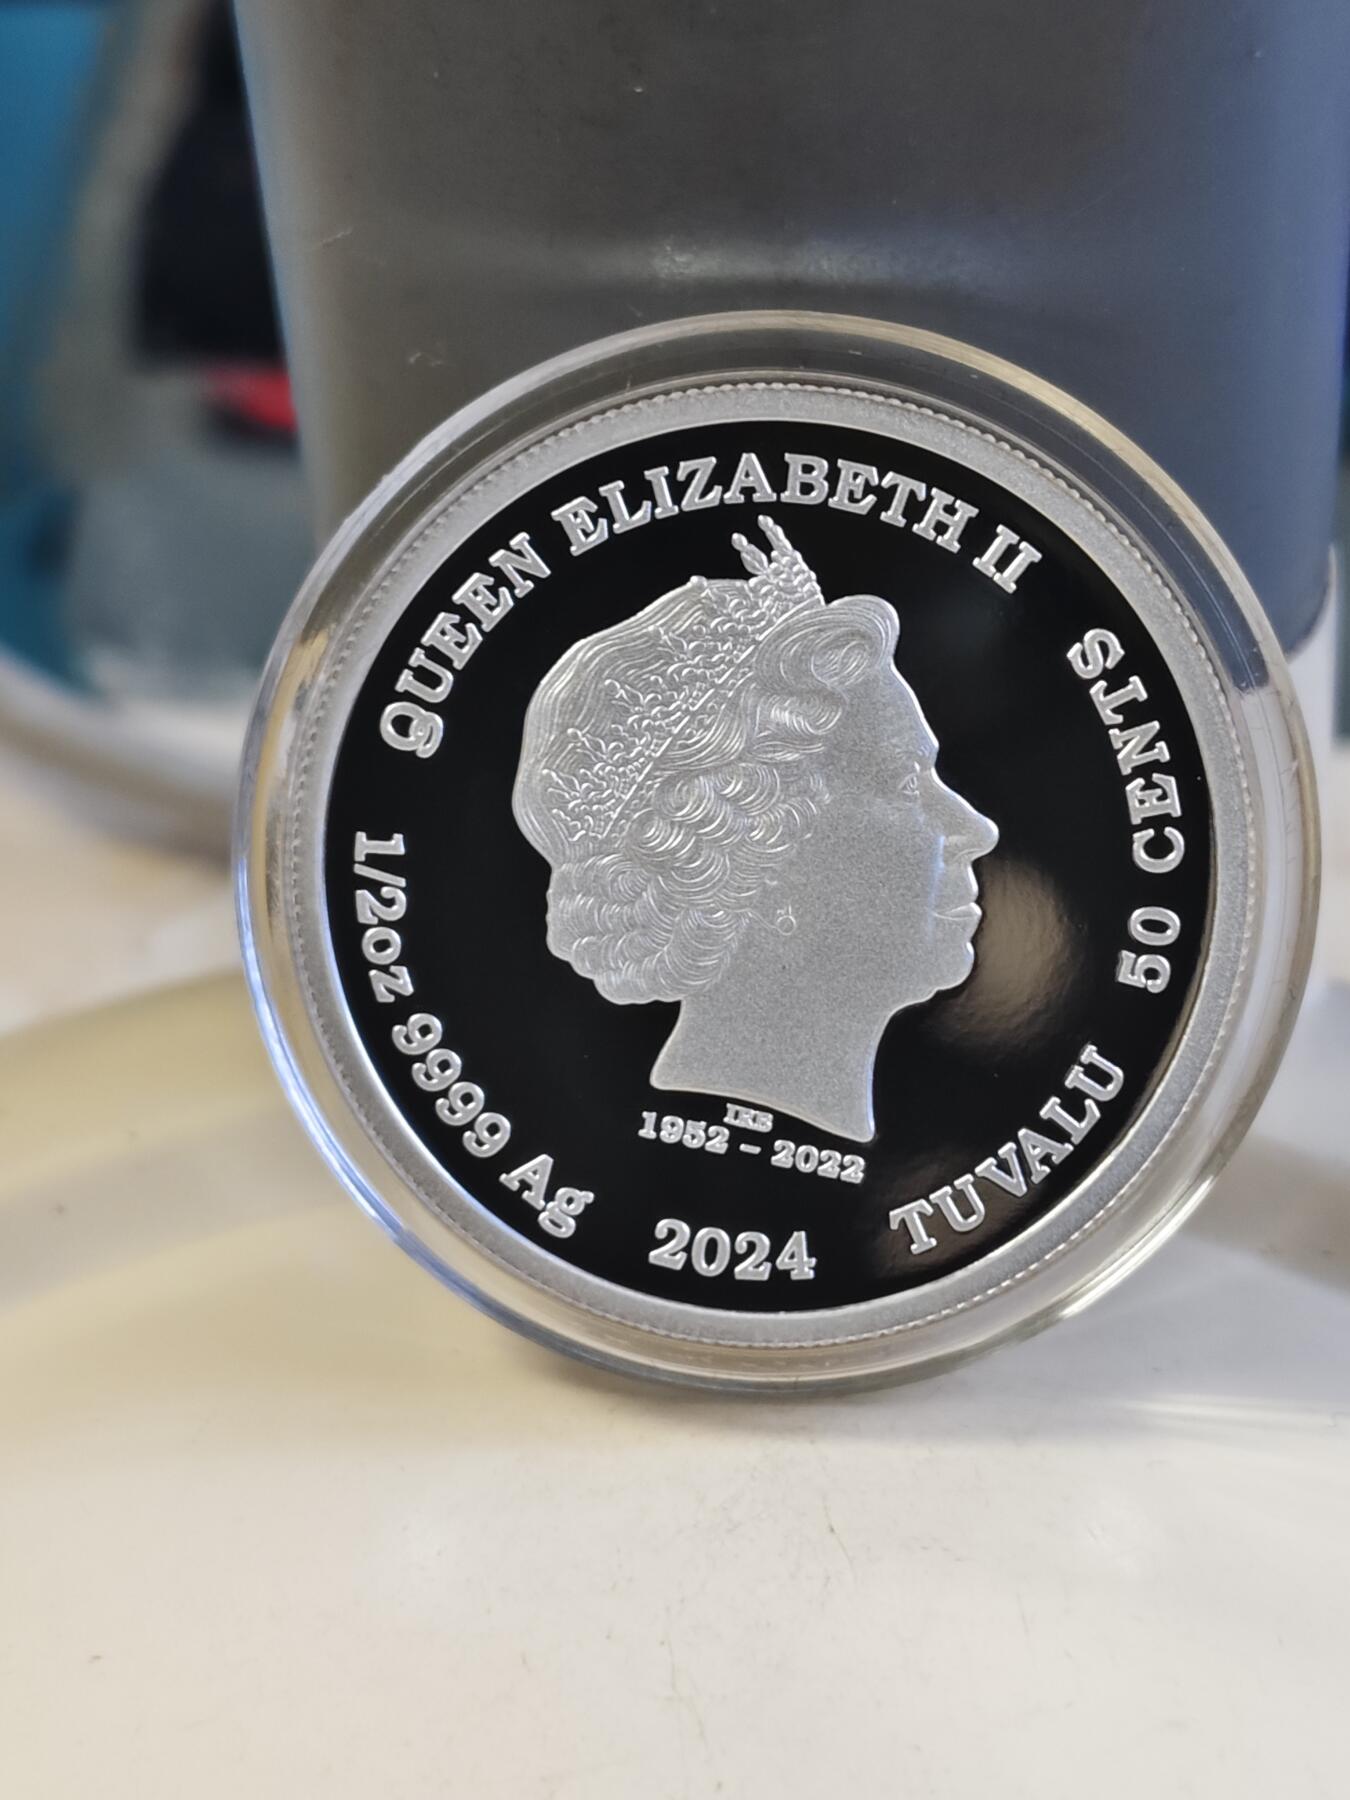 QUEEN ELIZABETH II
50 CENTS
TUVALU
2024
1/2oz 9999 Ag
IRB
1952 - 2022